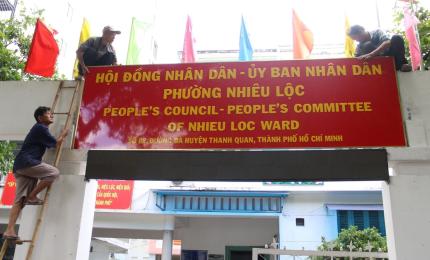 HỘI ĐỒNG NHÂN DÂN - ỦY BAN NHÂN DÂN
PHƯỜNG NHIÊU LỘC
PEOPLE'S COUNCIL - PEOPLE'S COMMITTEE
OF NHIEU LOC WARD
SỐ ĐƯỜNG BÀ HUYỆN THANH QUAN, THÀNH PHỐ HỒ CHÍ MINH